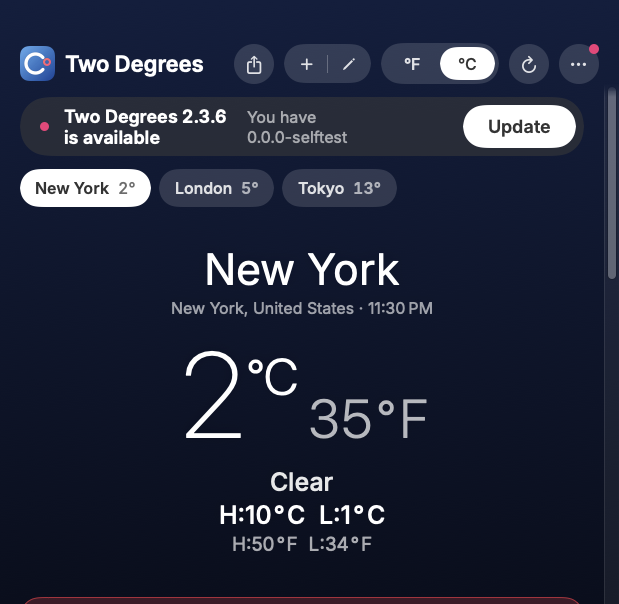 Two Degrees
°F
°C
Two Degrees 2.3.6
is available
You have
0.0.0-selftest
Update
New York 2°
London 5°
Tokyo 13°
New York
New York, United States · 11:30 PM
2°C 35°F
Clear
H:10°C L:1°C
H:50°F L:34°F